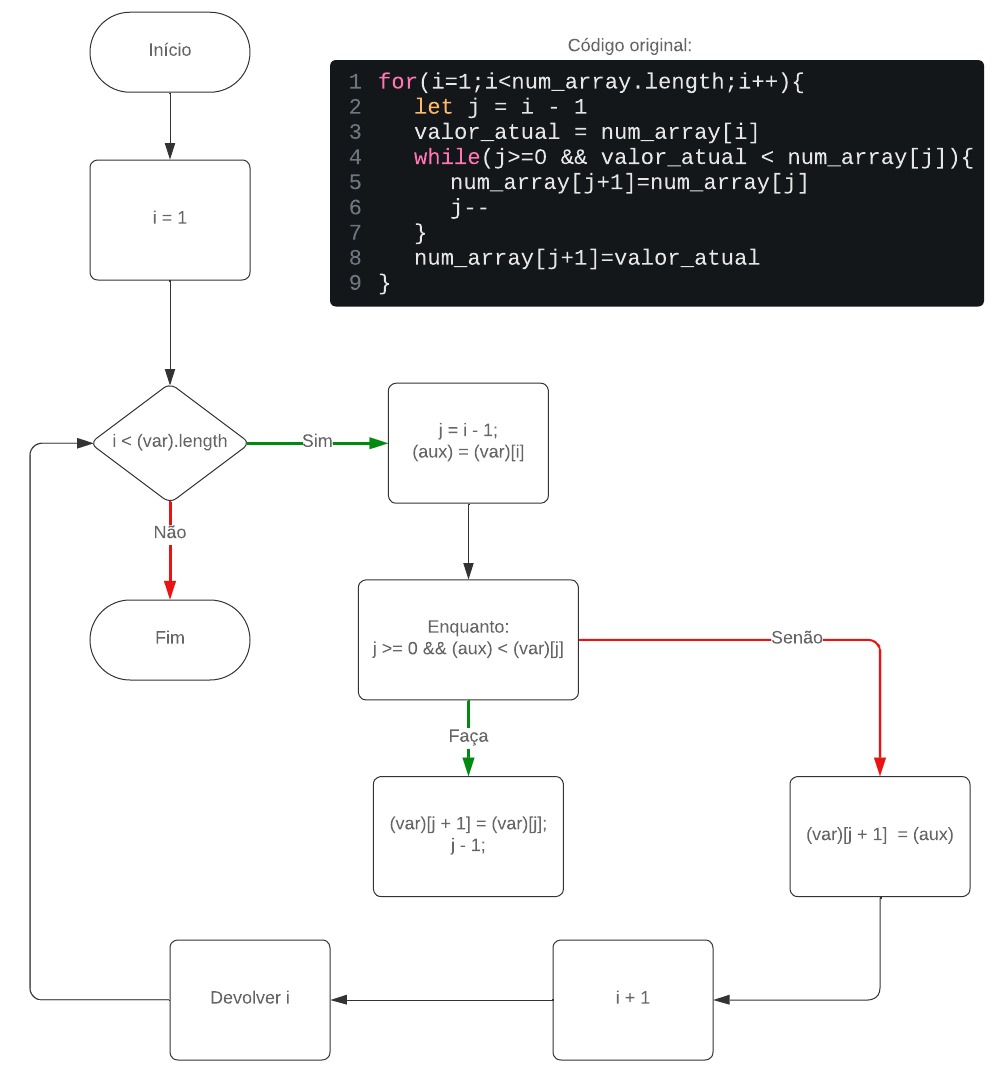 Início
Código original:
1 for(i=1;i<num_array.length;i++){
2 let j = i - 1
3 valor_atual = num_array[i]
4 while(j>=0 && valor_atual < num_array[j]){
5 num_array[j+1]=num_array[j]
6 j--
7 }
8 num_array[j+1]=valor_atual
9 }
i = 1
i < (var).length
Sim
j = i - 1;
(aux) = (var)[i]
Não
Fim
Enquanto:
j >= 0 && (aux) < (var)[j]
Senão
Faça
(var)[j + 1] = (var)[j];
j - 1;
(var)[j + 1]  = (aux)
Devolver i
i + 1